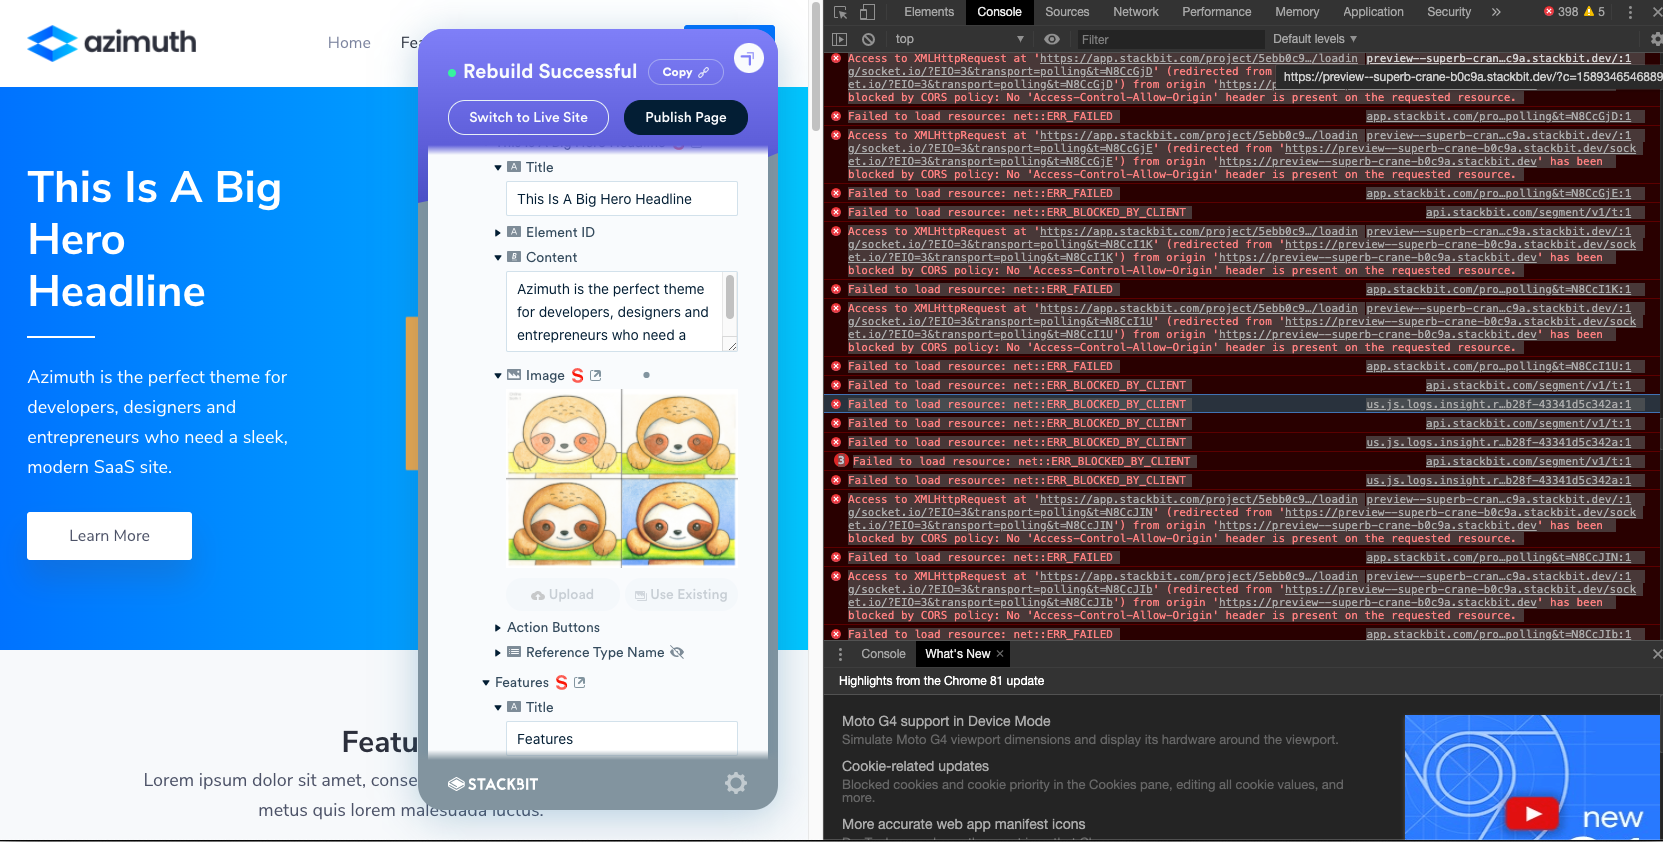 azimuth
Home
Rebuild Successful
Copy
Switch to Live Site
Publish Page
This Is A Big
Hero
Headline
Azimuth is the perfect theme for
developers, designers and
entrepreneurs who need a sleek,
modern SaaS site.
Learn More
Lorem ipsum dolor sit amet,
metus quis lorem malesuada luctus.
Title
This Is A Big Hero Headline
Element ID
Content
Azimuth is the perfect theme
for developers, designers and
entrepreneurs who need a
Image
Upload
Use Existing
Action Buttons
Reference Type Name
Features
Title
Features
STACKBIT
Elements Console Sources Network Performance Memory Application Security » 398 5
top Filter Default levels
Access to XMLHttpRequest at 'https://app.stackbit.com/project/5ebb0c9…/loadin preview--superb-cran…c9a.stackbit.dev/:1
g/socket.io/?EIO=3&transport=polling&t=N8CcGjD' (redirected from
https://preview--superb-crane-b0c9a.stackbit.dev/?c=1589346546889
et.io/?EIO=3&transport=polling&t=N8CcGjD') from origin 'https://p
blocked by CORS policy: No 'Access-Control-Allow-Origin' header is present on the requested resource.
Failed to load resource: net::ERR_FAILED app.stackbit.com/pro…polling&t=N8CcGjD:1
Access to XMLHttpRequest at 'https://app.stackbit.com/project/5ebb0c9…/loadin preview--superb-cran…c9a.stackbit.dev/:1
g/socket.io/?EIO=3&transport=polling&t=N8CcGjE' (redirected from 'https://preview--superb-crane-b0c9a.stackbit.dev/sock
et.io/?EIO=3&transport=polling&t=N8CcGjE') from origin 'https://preview--superb-crane-b0c9a.stackbit.dev' has been
blocked by CORS policy: No 'Access-Control-Allow-Origin' header is present on the requested resource.
Failed to load resource: net::ERR_FAILED app.stackbit.com/pro…polling&t=N8CcGjE:1
Failed to load resource: net::ERR_BLOCKED_BY_CLIENT api.stackbit.com/segment/v1/t:1
Access to XMLHttpRequest at 'https://app.stackbit.com/project/5ebb0c9…/loadin preview--superb-cran…c9a.stackbit.dev/:1
g/socket.io/?EIO=3&transport=polling&t=N8CcI1K' (redirected from 'https://preview--superb-crane-b0c9a.stackbit.dev/sock
et.io/?EIO=3&transport=polling&t=N8CcI1K') from origin 'https://preview--superb-crane-b0c9a.stackbit.dev' has been
blocked by CORS policy: No 'Access-Control-Allow-Origin' header is present on the requested resource.
Failed to load resource: net::ERR_FAILED app.stackbit.com/pro…polling&t=N8CcI1K:1
Access to XMLHttpRequest at 'https://app.stackbit.com/project/5ebb0c9…/loadin preview--superb-cran…c9a.stackbit.dev/:1
g/socket.io/?EIO=3&transport=polling&t=N8CcI1U' (redirected from 'https://preview--superb-crane-b0c9a.stackbit.dev/sock
et.io/?EIO=3&transport=polling&t=N8CcI1U') from origin 'https://preview--superb-crane-b0c9a.stackbit.dev' has been
blocked by CORS policy: No 'Access-Control-Allow-Origin' header is present on the requested resource.
Failed to load resource: net::ERR_FAILED app.stackbit.com/pro…polling&t=N8CcI1U:1
Failed to load resource: net::ERR_BLOCKED_BY_CLIENT api.stackbit.com/segment/v1/t:1
Failed to load resource: net::ERR_BLOCKED_BY_CLIENT us.js.logs.insight.r…b28f-43341d5c342a:1
Failed to load resource: net::ERR_BLOCKED_BY_CLIENT api.stackbit.com/segment/v1/t:1
Failed to load resource: net::ERR_BLOCKED_BY_CLIENT us.js.logs.insight.r…b28f-43341d5c342a:1
3 Failed to load resource: net::ERR_BLOCKED_BY_CLIENT api.stackbit.com/segment/v1/t:1
Failed to load resource: net::ERR_BLOCKED_BY_CLIENT us.js.logs.insight.r…b28f-43341d5c342a:1
Access to XMLHttpRequest at 'https://app.stackbit.com/project/5ebb0c9…/loadin preview--superb-cran…c9a.stackbit.dev/:1
g/socket.io/?EIO=3&transport=polling&t=N8CcJIN' (redirected from 'https://preview--superb-crane-b0c9a.stackbit.dev/sock
et.io/?EIO=3&transport=polling&t=N8CcJIN') from origin 'https://preview--superb-crane-b0c9a.stackbit.dev' has been
blocked by CORS policy: No 'Access-Control-Allow-Origin' header is present on the requested resource.
Failed to load resource: net::ERR_FAILED app.stackbit.com/pro…polling&t=N8CcJIN:1
Access to XMLHttpRequest at 'https://app.stackbit.com/project/5ebb0c9…/loadin preview--superb-cran…c9a.stackbit.dev/:1
g/socket.io/?EIO=3&transport=polling&t=N8CcJIb' (redirected from 'https://preview--superb-crane-b0c9a.stackbit.dev/sock
et.io/?EIO=3&transport=polling&t=N8CcJIb') from origin 'https://preview--superb-crane-b0c9a.stackbit.dev' has been
blocked by CORS policy: No 'Access-Control-Allow-Origin' header is present on the requested resource.
Failed to load resource: net::ERR_FAILED app.stackbit.com/pro…polling&t=N8CcJIb:1
Console What's New ×
Highlights from the Chrome 81 update
Moto G4 support in Device Mode
Simulate Moto G4 viewport dimensions and display its hardware around the viewport.
Cookie-related updates
Blocked cookies and cookie priority in the Cookies pane, editing all cookie values, and
more.
More accurate web app manifest icons
new